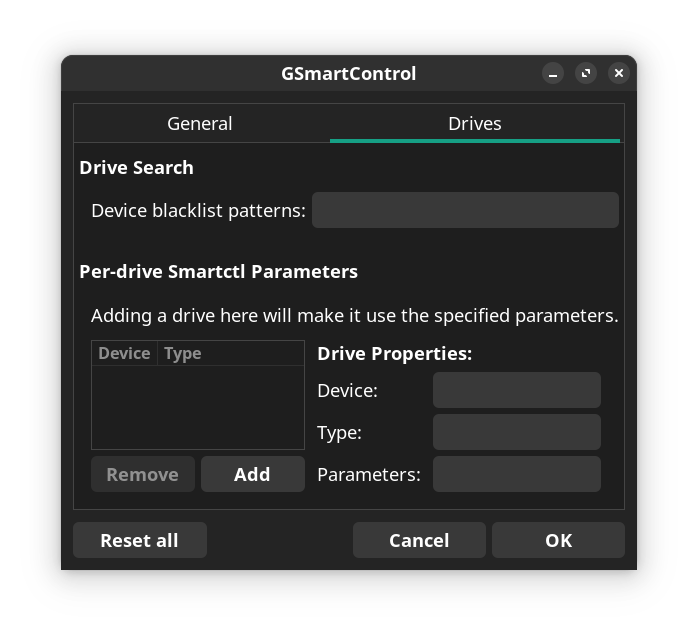 GSmartControl
General Drives
Drive Search
Device blacklist patterns:
Per-drive Smartctl Parameters
Adding a drive here will make it use the specified parameters.
Device Type
Drive Properties:
Device:
Type:
Remove Add
Parameters:
Reset all Cancel OK